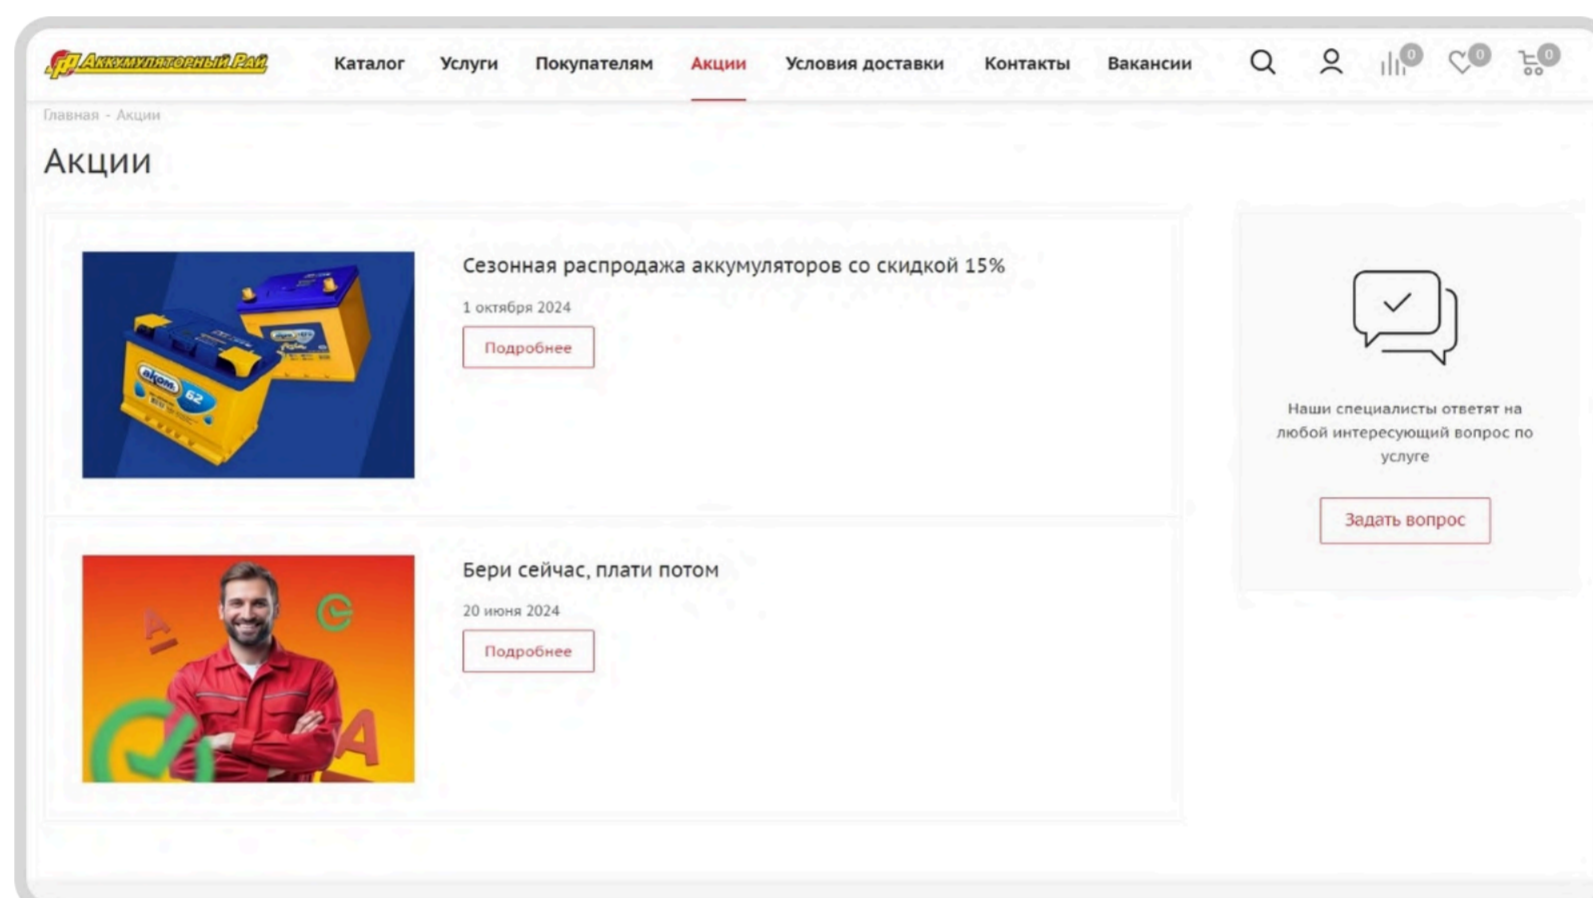 Аккумуляторный Рай
Каталог Услуги Покупателям Акции Условия доставки Контакты Вакансии 0 0 0
Главная - Акции
Акции
Сезонная распродажа аккумуляторов со скидкой 15%
1 октября 2024
Подробнее
аком
62
Наши специалисты ответят на
любой интересующий вопрос по
услуге
Задать вопрос
Бери сейчас, плати потом
20 июня 2024
Подробнее
А
А